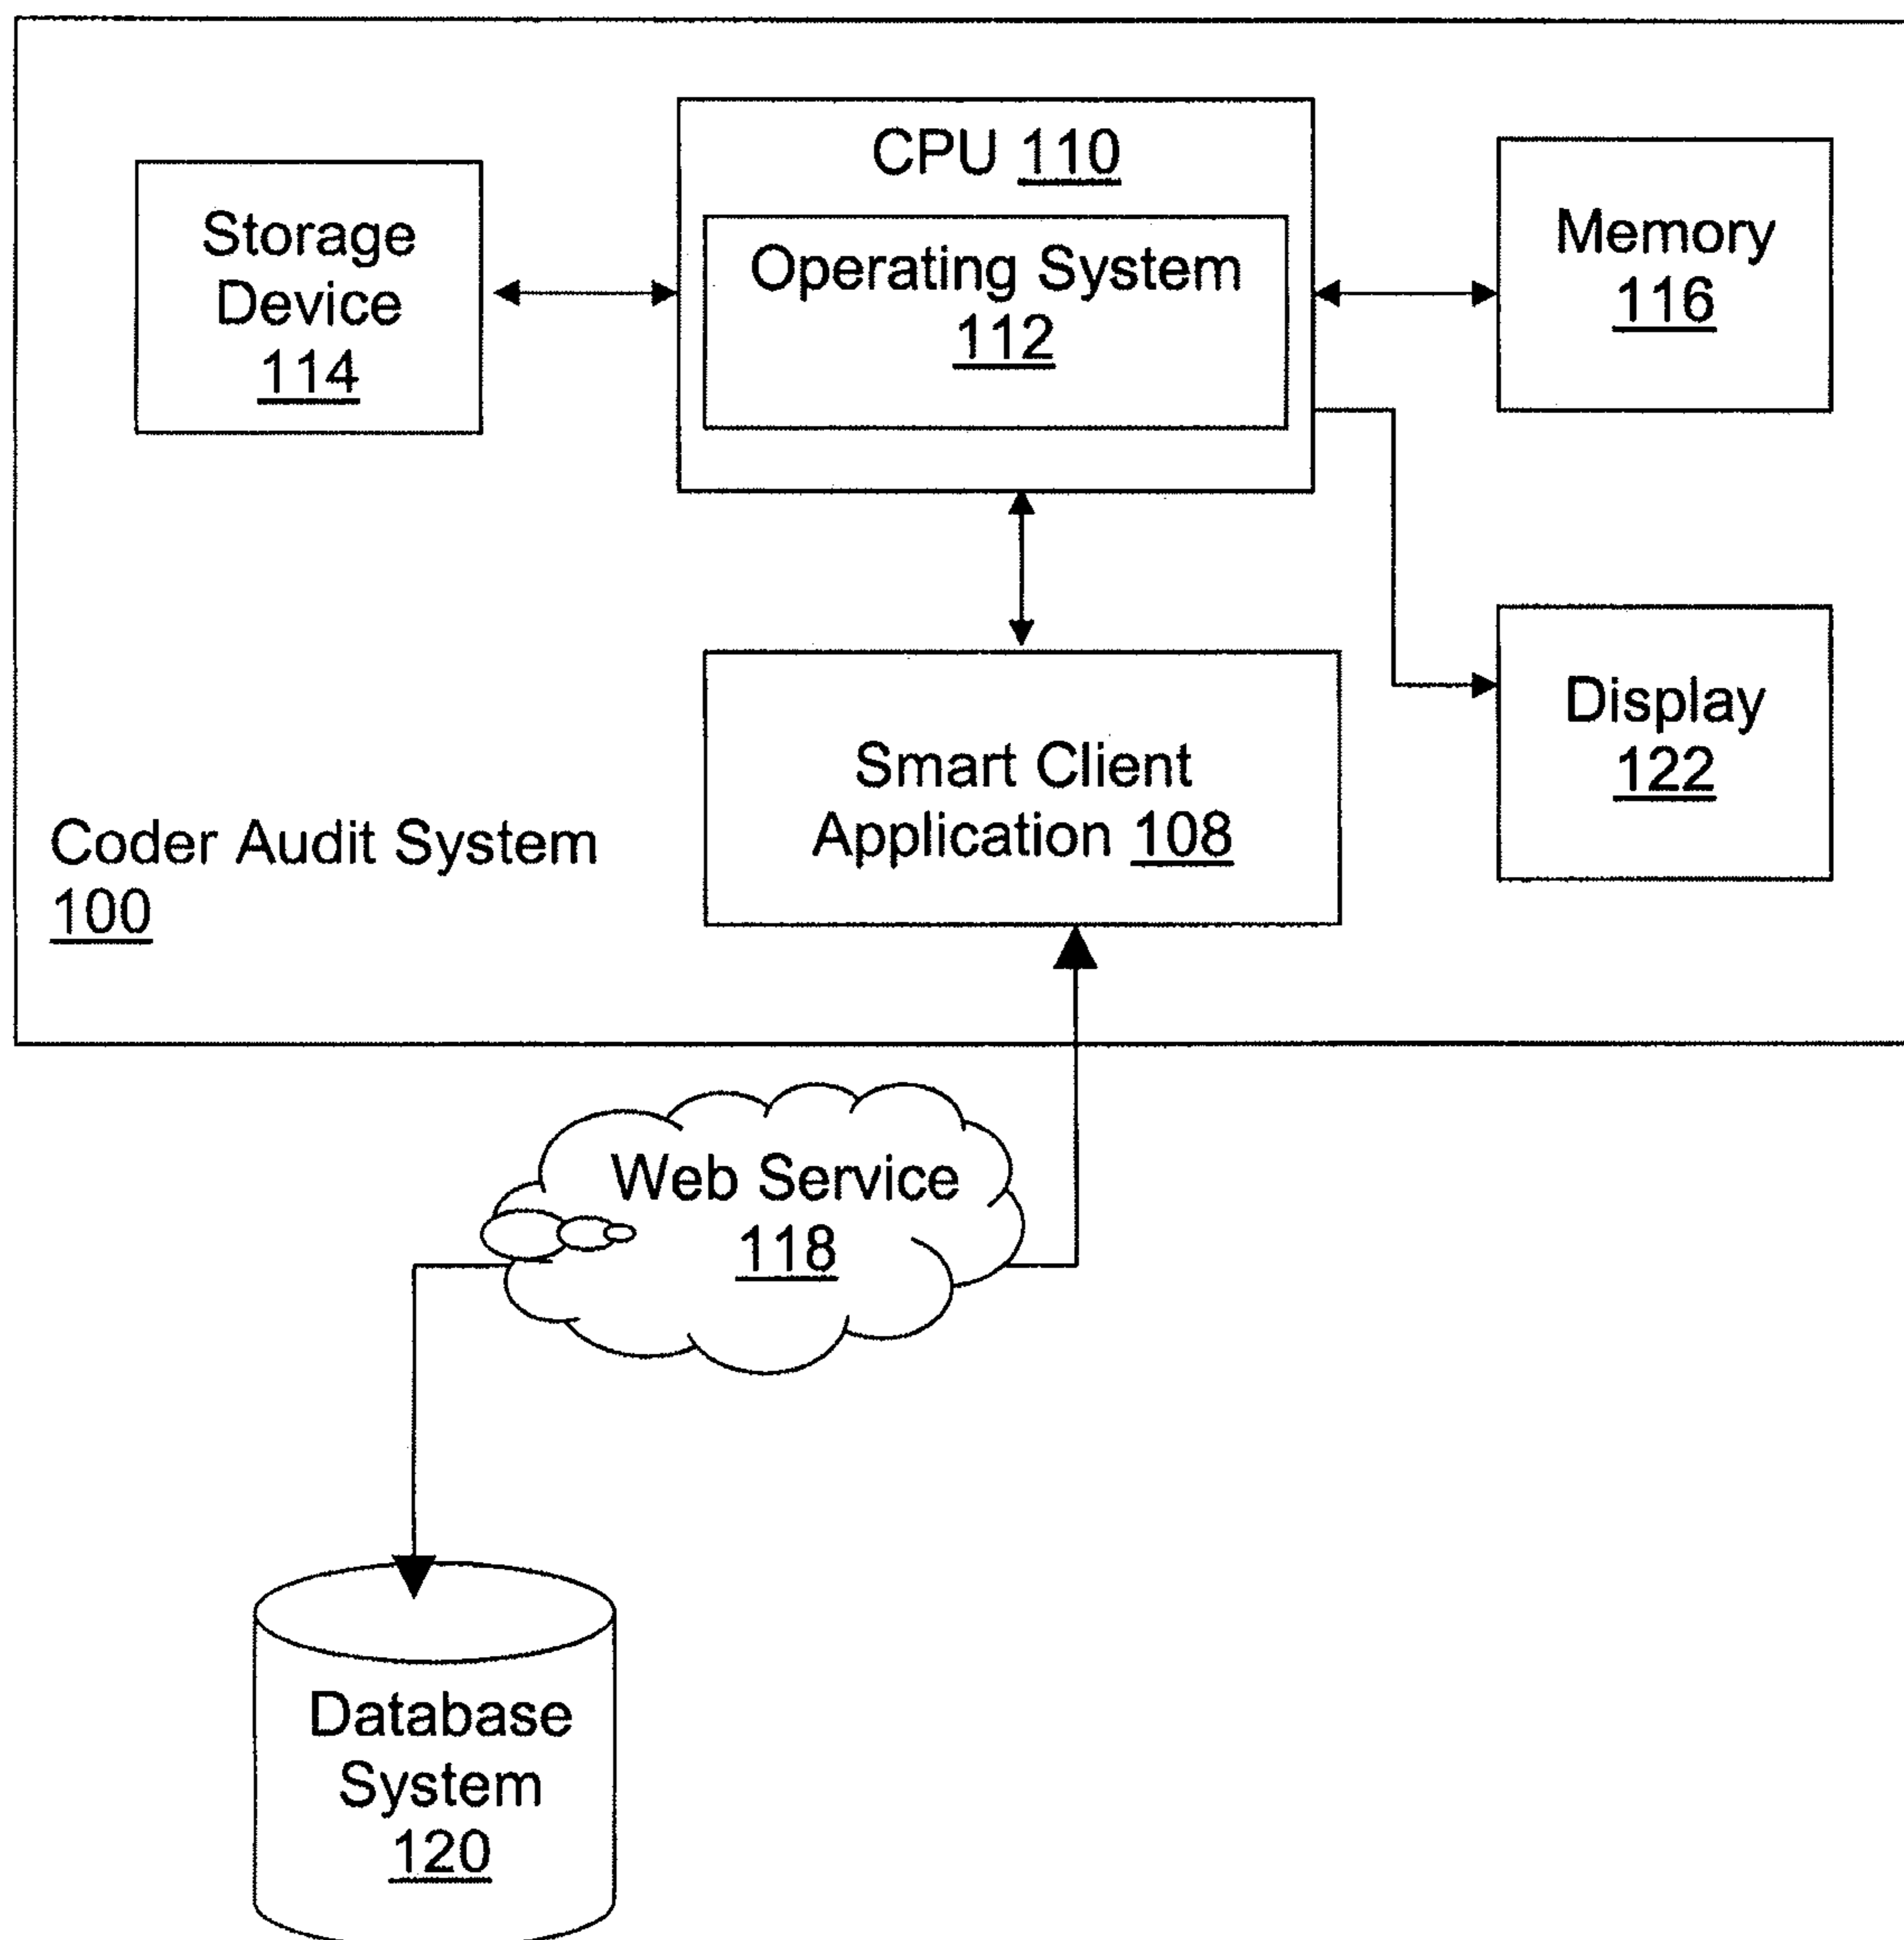 CPU 110
Storage
Device
114
Operating System
112
Memory
116
Smart Client
Application 108
Display
122
Coder Audit System
100
Web Service
118
Database
System
120